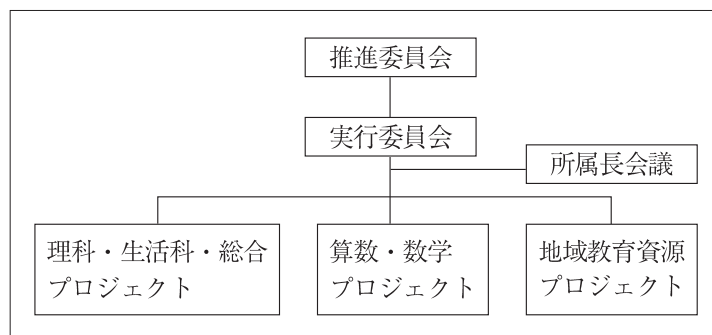 推進委員会
実行委員会
所属長会議
理科・生活科・総合
プロジェクト
算数・数学
プロジェクト
地域教育資源
プロジェクト